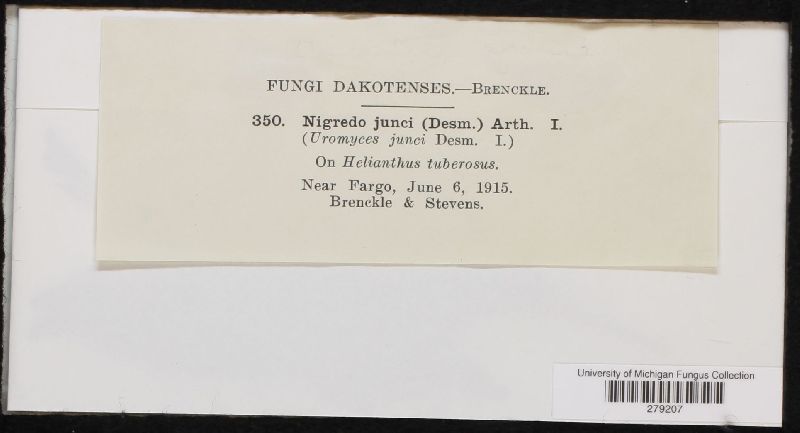 FUNGI DAKOTENSES.—BRENCKLE.
350. Nigredo junci (Desm.) Arth. I.
(Uromyces junci Desm. I.)
On Helianthus tuberosus.
Near Fargo, June 6, 1915.
Brenckle & Stevens.
University of Michigan Fungus Collection
279207